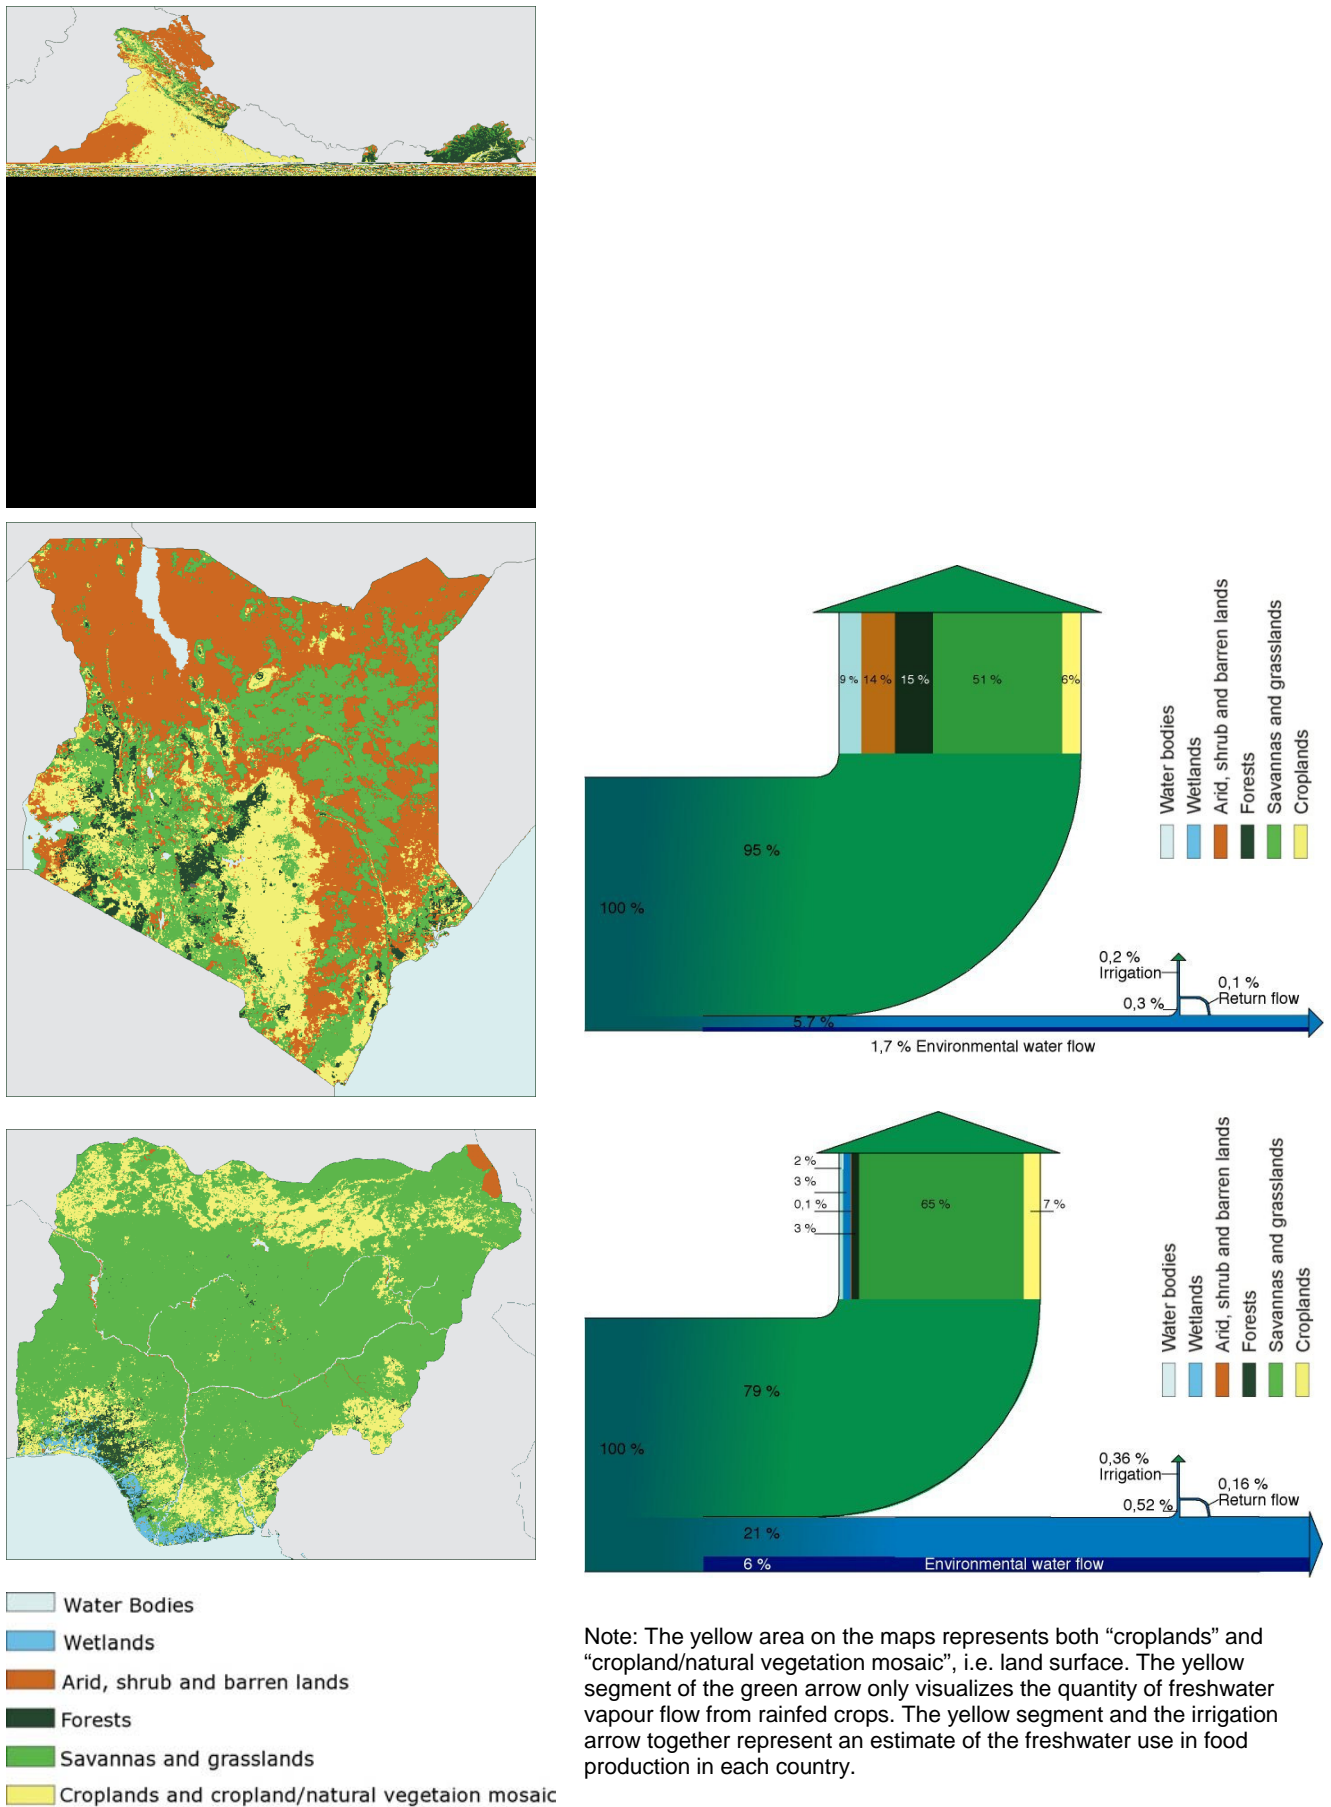 9 %
14 %
15 %
51 %
6%
95 %
100 %
5.7 %
1,7 % Environmental water flow
0,2 %
Irrigation
0,3 %
0,1 %
Return flow
Water bodies
Wetlands
Arid, shrub and barren lands
Forests
Savannas and grasslands
Croplands
2 %
3 %
0,1 %
3 %
65 %
7 %
79 %
100 %
21 %
6 %
Environmental water flow
0,36 %
Irrigation
0,52 %
0,16 %
Return flow
Water bodies
Wetlands
Arid, shrub and barren lands
Forests
Savannas and grasslands
Croplands
Water Bodies
Wetlands
Arid, shrub and barren lands
Forests
Savannas and grasslands
Croplands and cropland/natural vegetaion mosaic
Note: The yellow area on the maps represents both “croplands” and
“cropland/natural vegetation mosaic”, i.e. land surface. The yellow
segment of the green arrow only visualizes the quantity of freshwater
vapour flow from rainfed crops. The yellow segment and the irrigation
arrow together represent an estimate of the freshwater use in food
production in each country.